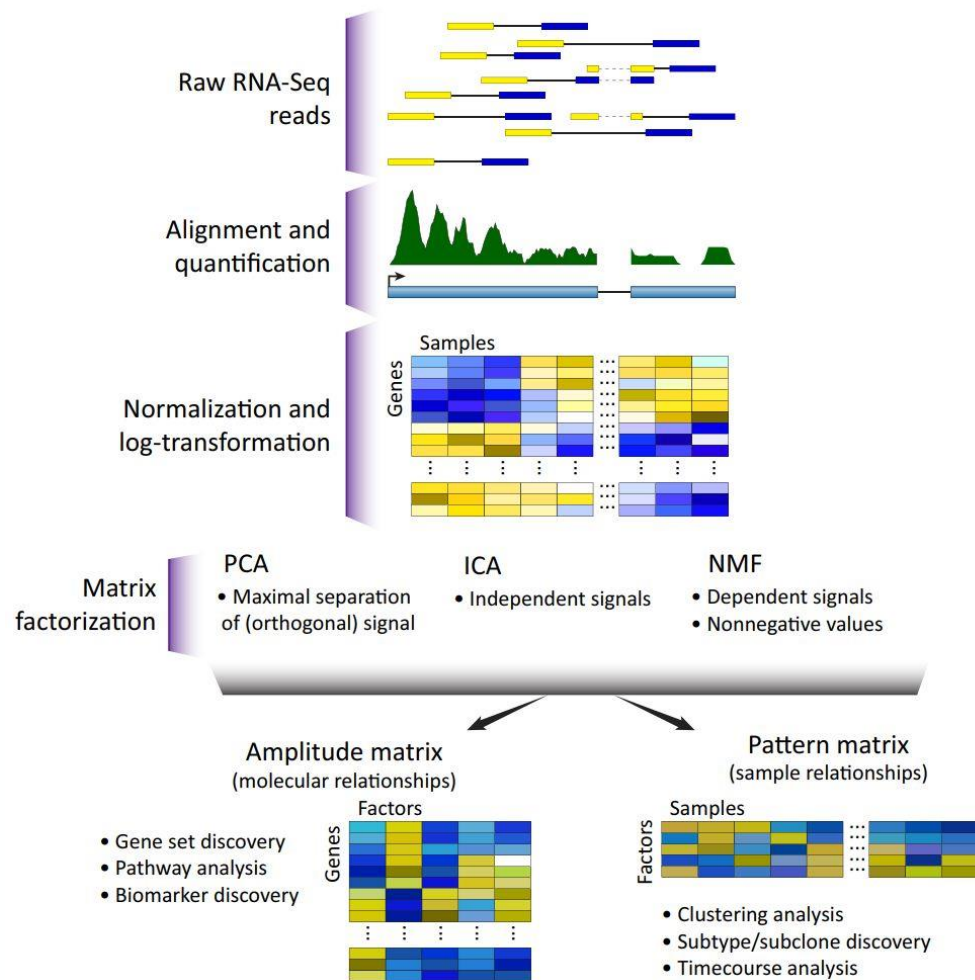 Raw RNA-Seq
reads
Alignment and
quantification
Normalization and
log-transformation
Samples
Genes
Matrix
factorization
PCA
• Maximal separation
of (orthogonal) signal
ICA
• Independent signals
NMF
• Dependent signals
• Nonnegative values
Amplitude matrix
(molecular relationships)
Factors
Genes
• Gene set discovery
• Pathway analysis
• Biomarker discovery
Pattern matrix
(sample relationships)
Samples
Factors
• Clustering analysis
• Subtype/subclone discovery
• Timecourse analysis